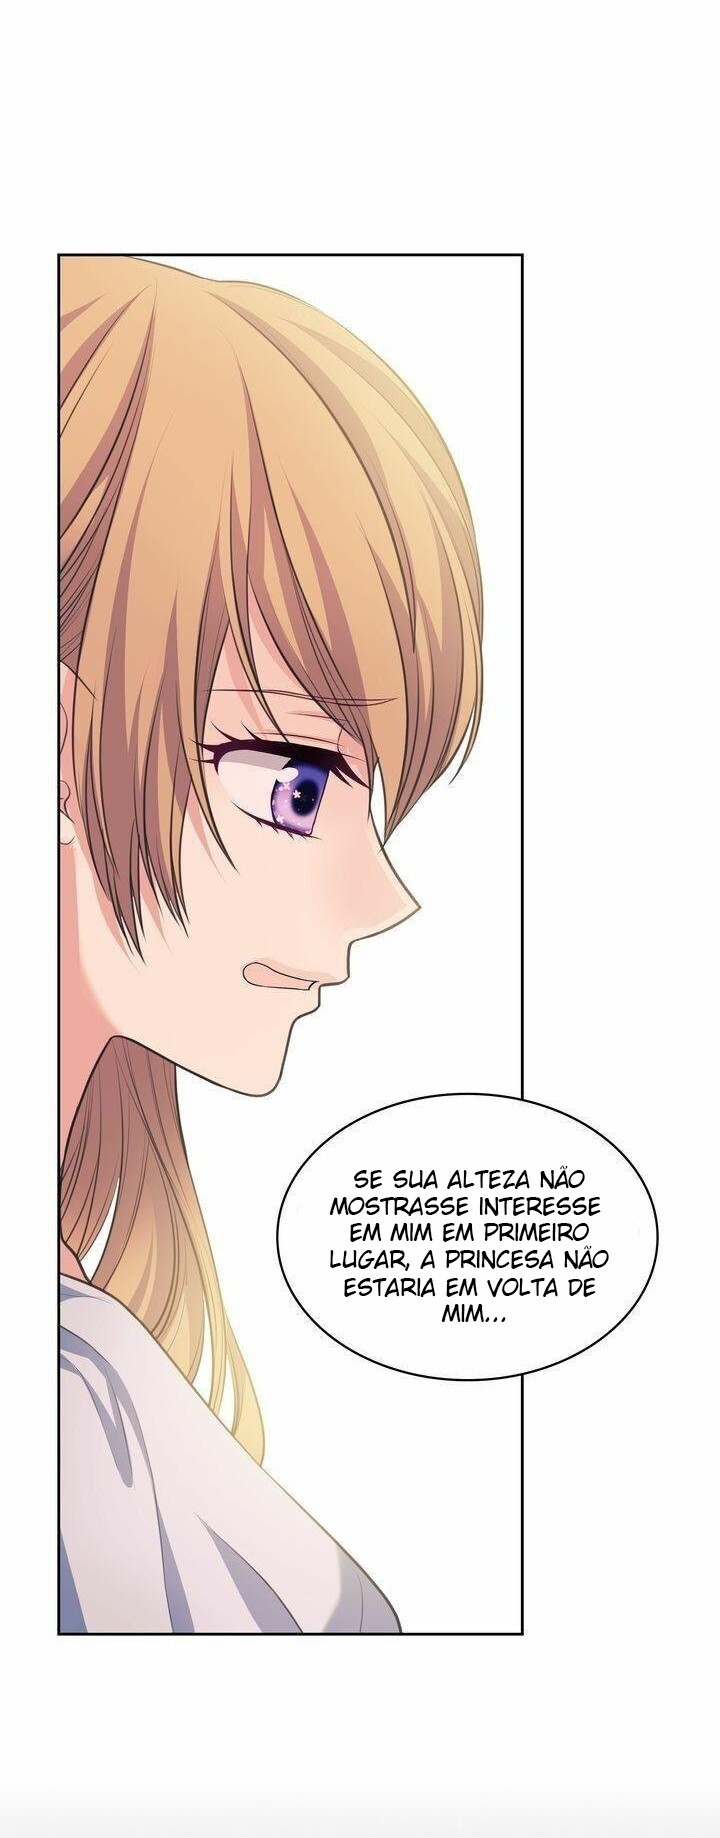 SE SUA ALTEZA NÃO
MOSTRASSE INTERESSE
EM MIM EM PRIMEIRO
LUGAR, A PRINCESA NÃO
ESTARIA EM VOLTA DE
MIM...